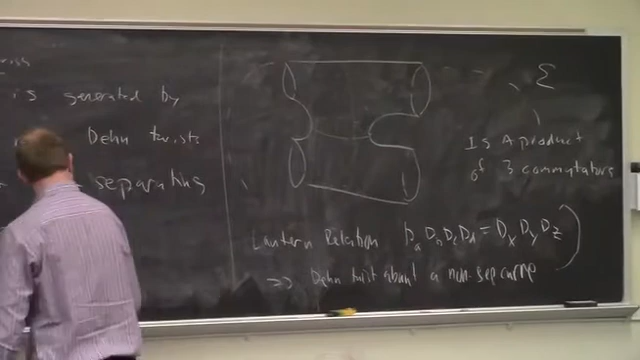 is generated by
Dehn twists
separating
Σ
Is a product
of 3 commutators
Lantern Relation D_a D_b D_c D_d = D_x D_y D_z
=> Dehn twist about a non-sep curve